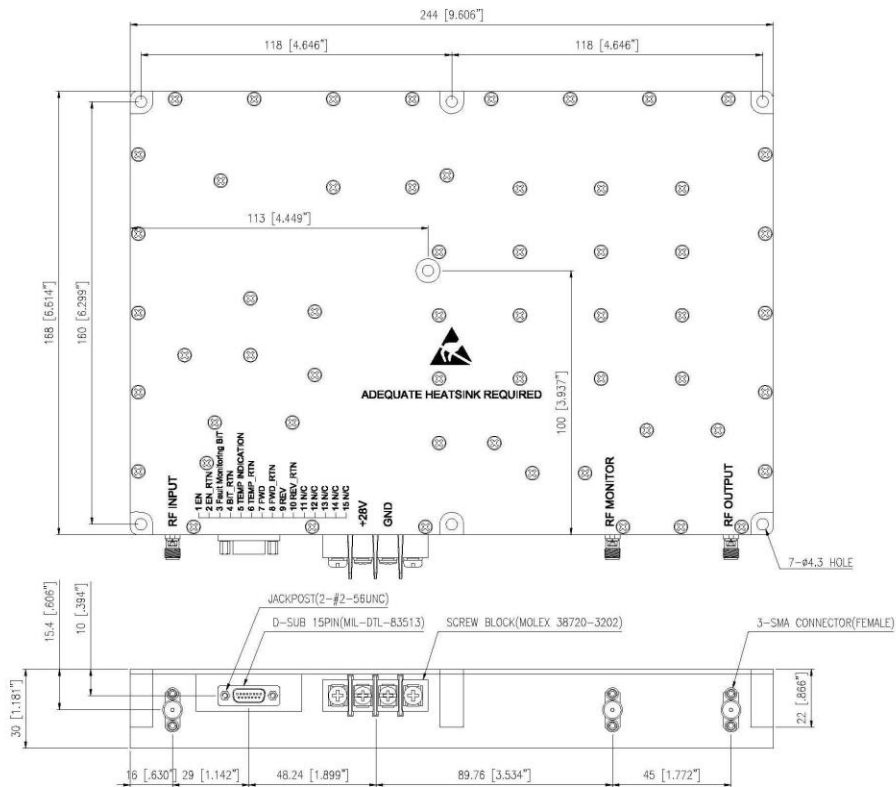 244 [9.606"]
118 [4.646"]
118 [4.646"]
113 [4.449"]
168 [6.614"]
160 [6.299"]
100 [3.937"]
ADEQUATE HEATSINK REQUIRED
RF INPUT
1 EN
2 EN_RTN
3 Fault Monitoring BIT
4 BIT_RTN
5 TEMP INDICATION
6 TEMP_RTN
7 FWD
8 FWD_RTN
9 REV
10 REV_RTN
11 N/C
12 N/C
13 N/C
14 N/C
15 N/C
+28V
GND
RF MONITOR
RF OUTPUT
7-ø4.3 HOLE
JACKPOST(2-#2-56UNC)
D-SUB 15PIN(MIL-DTL-83513)
SCREW BLOCK(MOLEX 38720-3202)
3-SMA CONNECTOR(FEMALE)
15.4 [.606"]
10 [.394"]
30 [1.181"]
22 [.866"]
16 [.630"]
29 [1.142"]
48.24 [1.899"]
89.76 [3.534"]
45 [1.772"]